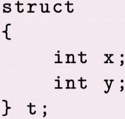 struct
{
int x;
int y;
} t;